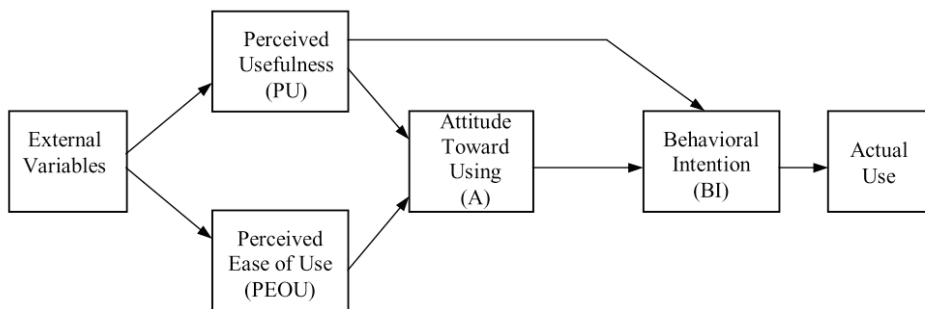 Perceived
Usefulness
(PU)
External
Variables
Attitude
Toward
Using
(A)
Behavioral
Intention
(BI)
Actual
Use
Perceived
Ease of Use
(PEOU)